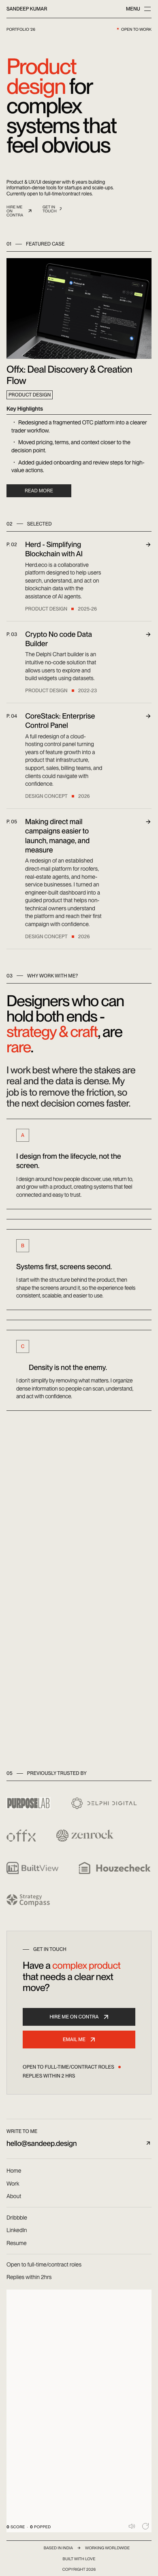 SANDEEP KUMAR
MENU
PORTFOLIO '26
OPEN TO WORK
Product
design for
complex
systems that
feel obvious
Product & UX/UI designer with 6 years building
information-dense tools for startups and scale-ups.
Currently open to full-time/contract roles.
HIRE ME
ON
CONTRA
GET IN
TOUCH
01 — FEATURED CASE
Offx: Deal Discovery & Creation
Flow
PRODUCT DESIGN
Key Highlights
Redesigned a fragmented OTC platform into a clearer
trader workflow.
Moved pricing, terms, and context closer to the
decision point.
Added guided onboarding and review steps for high-
value actions.
READ MORE
02 — SELECTED
P. 02
Herd - Simplifying
Blockchain with AI
Herd.eco is a collaborative
platform designed to help users
search, understand, and act on
blockchain data with the
assistance of AI agents.
PRODUCT DESIGN 2025-26
P. 03
Crypto No code Data
Builder
The Delphi Chart builder is an
intuitive no-code solution that
allows users to explore and
build widgets using datasets.
PRODUCT DESIGN 2022-23
P. 04
CoreStack: Enterprise
Control Panel
A full redesign of a cloud-
hosting control panel turning
years of feature growth into a
product that infrastructure,
support, sales, billing teams, and
clients could navigate with
confidence.
DESIGN CONCEPT 2026
P. 05
Making direct mail
campaigns easier to
launch, manage, and
measure
A redesign of an established
direct-mail platform for roofers,
real-estate agents, and home-
service businesses. I turned an
engineer-built dashboard into a
guided product that helps non-
technical owners understand
the platform and reach their first
campaign with confidence.
DESIGN CONCEPT 2026
03 — WHY WORK WITH ME?
Designers who can
hold both ends -
strategy & craft, are
rare.
I work best where the stakes are
real and the data is dense. My
job is to remove the friction, so
the next decision comes faster.
A
I design from the lifecycle, not the
screen.
I design around how people discover, use, return to,
and grow with a product, creating systems that feel
connected and easy to trust.
B
Systems first, screens second.
I start with the structure behind the product, then
shape the screens around it, so the experience feels
consistent, scalable, and easier to use.
C
Density is not the enemy.
I don't simplify by removing what matters. I organize
dense information so people can scan, understand,
and act with confidence.
05 — PREVIOUSLY TRUSTED BY
PURPOSELAB
DELPHI DIGITAL
offx
zenrock
BuiltView
Houzecheck
Strategy
Compass
— GET IN TOUCH
Have a complex product
that needs a clear next
move?
HIRE ME ON CONTRA
EMAIL ME
OPEN TO FULL-TIME/CONTRACT ROLES
REPLIES WITHIN 2 HRS
WRITE TO ME
hello@sandeep.design
Home
Work
About
Dribbble
LinkedIn
Resume
Open to full-time/contract roles
Replies within 2hrs
0 SCORE · 0 POPPED
BASED IN INDIA
WORKING WORLDWIDE
BUILT WITH LOVE
COPYRIGHT 2026